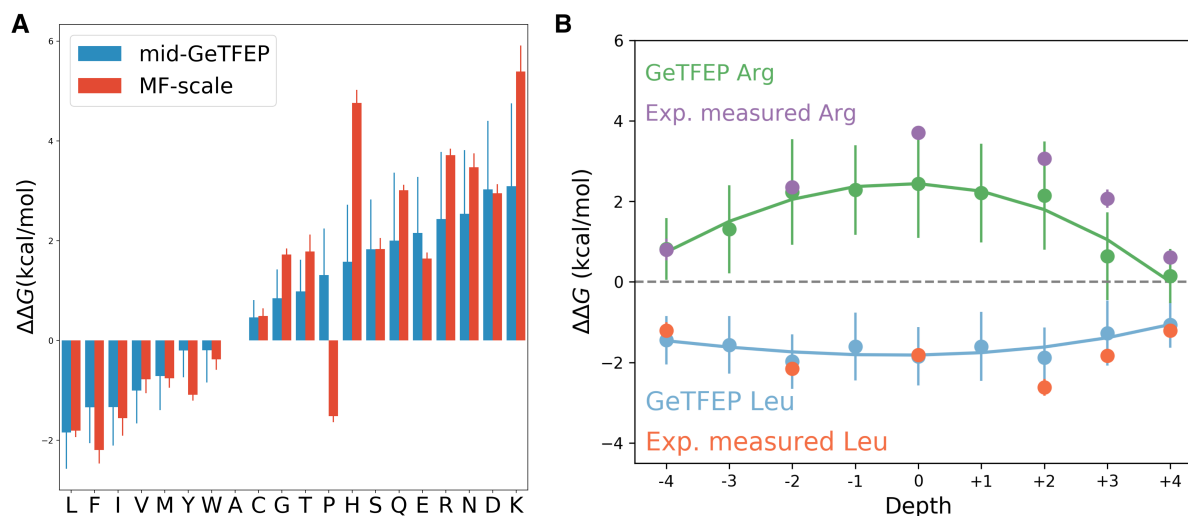 A
6
4
2
0
−2
ΔΔG(kcal/mol)
mid-GeTFEP
MF-scale
L F I V M Y W A C G T P H S Q E R N D K
B
6
4
2
0
−2
−4
ΔΔG (kcal/mol)
GeTFEP Arg
Exp. measured Arg
GeTFEP Leu
Exp. measured Leu
-4 -3 -2 -1 0 +1 +2 +3 +4
Depth